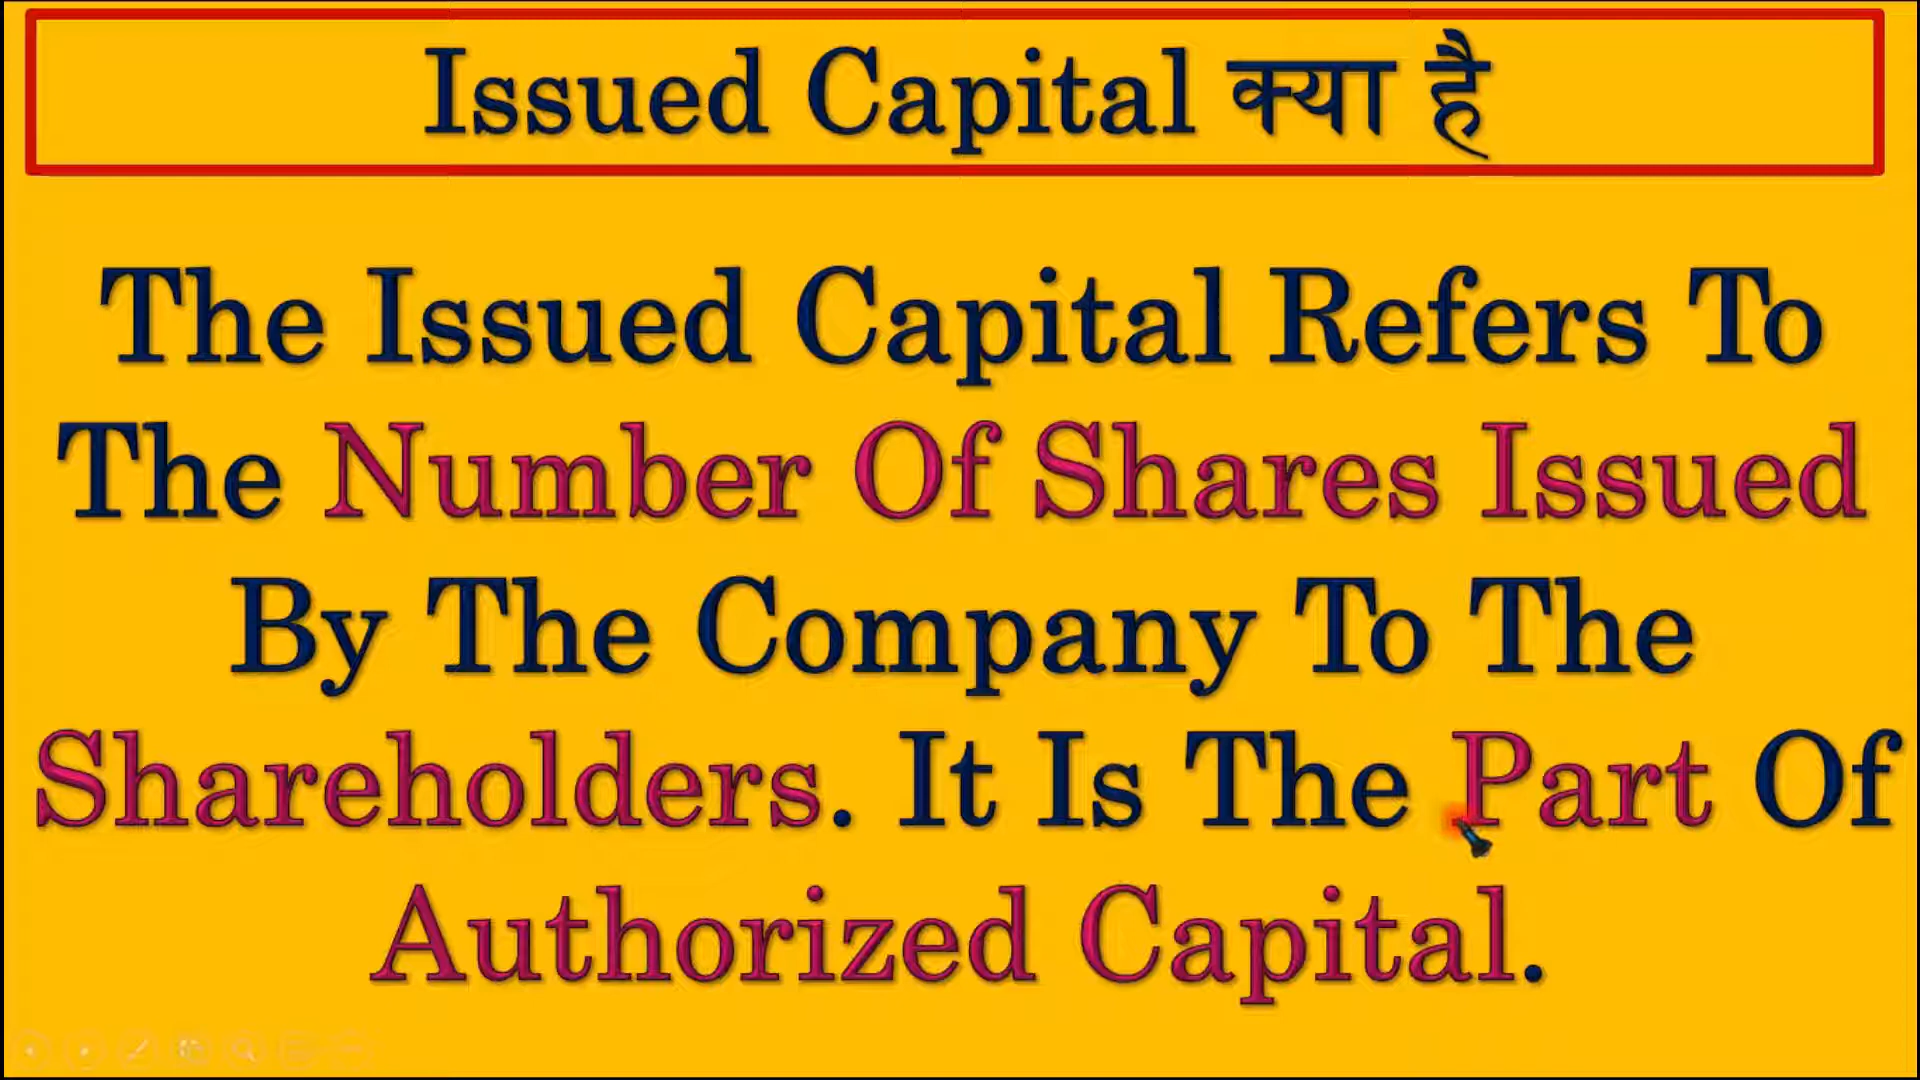 Issued Capital क्या है
The Issued Capital Refers To
The Number Of Shares Issued
By The Company To The
Shareholders. It Is The Part Of
Authorized Capital.